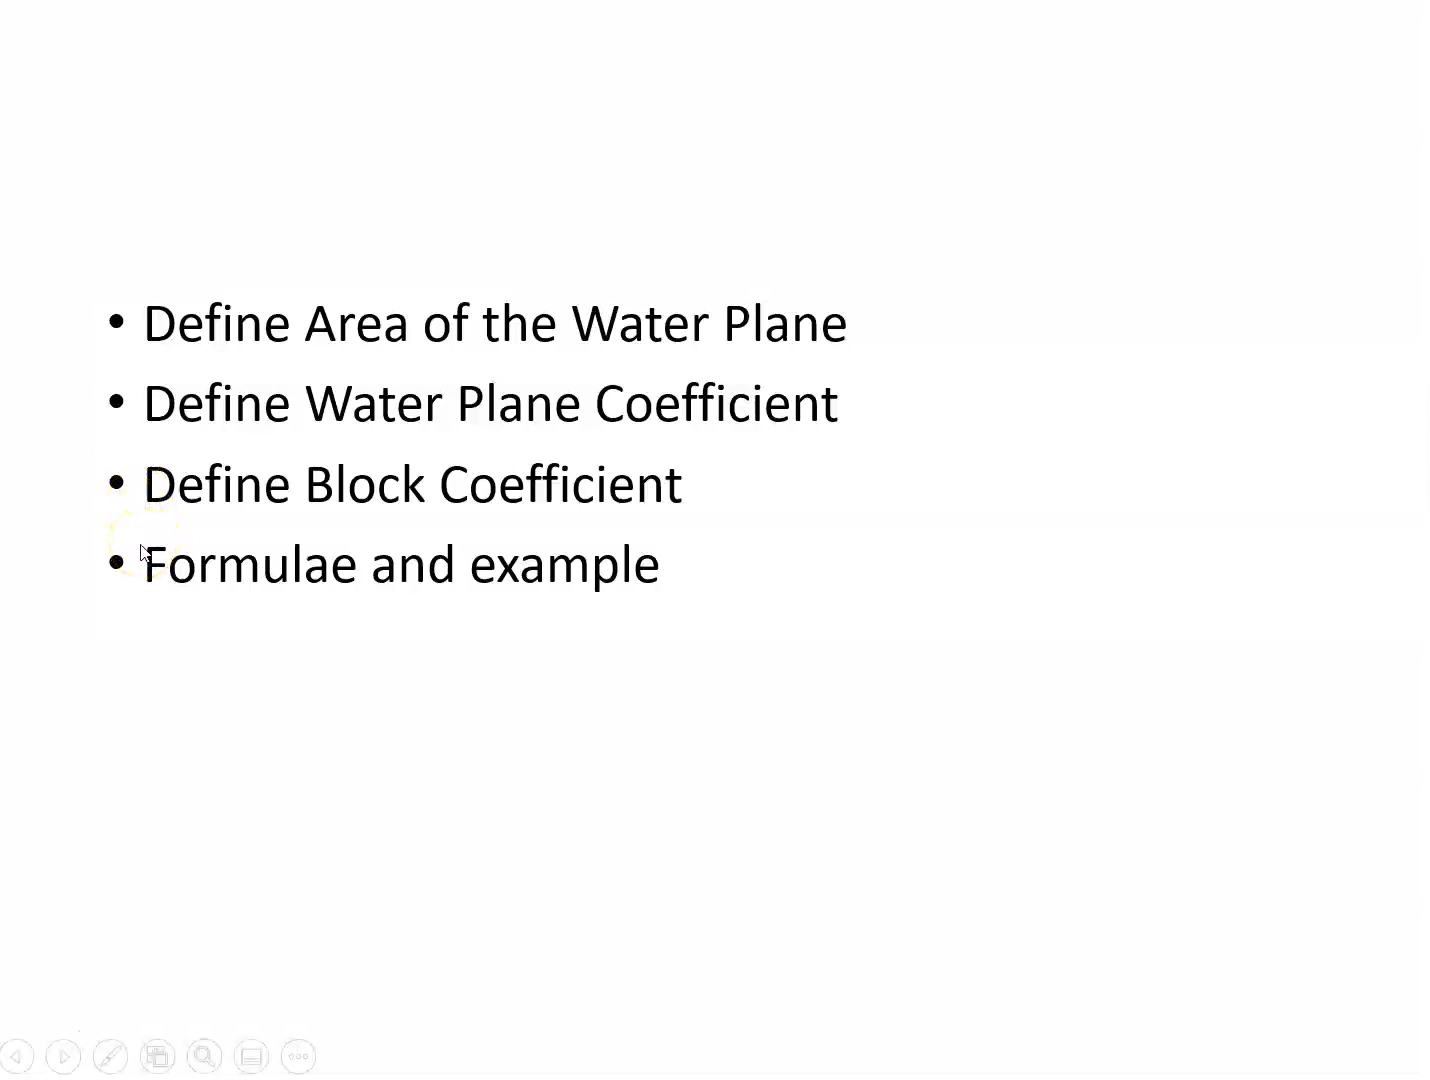 • Define Area of the Water Plane
• Define Water Plane Coefficient
• Define Block Coefficient
• Formulae and example